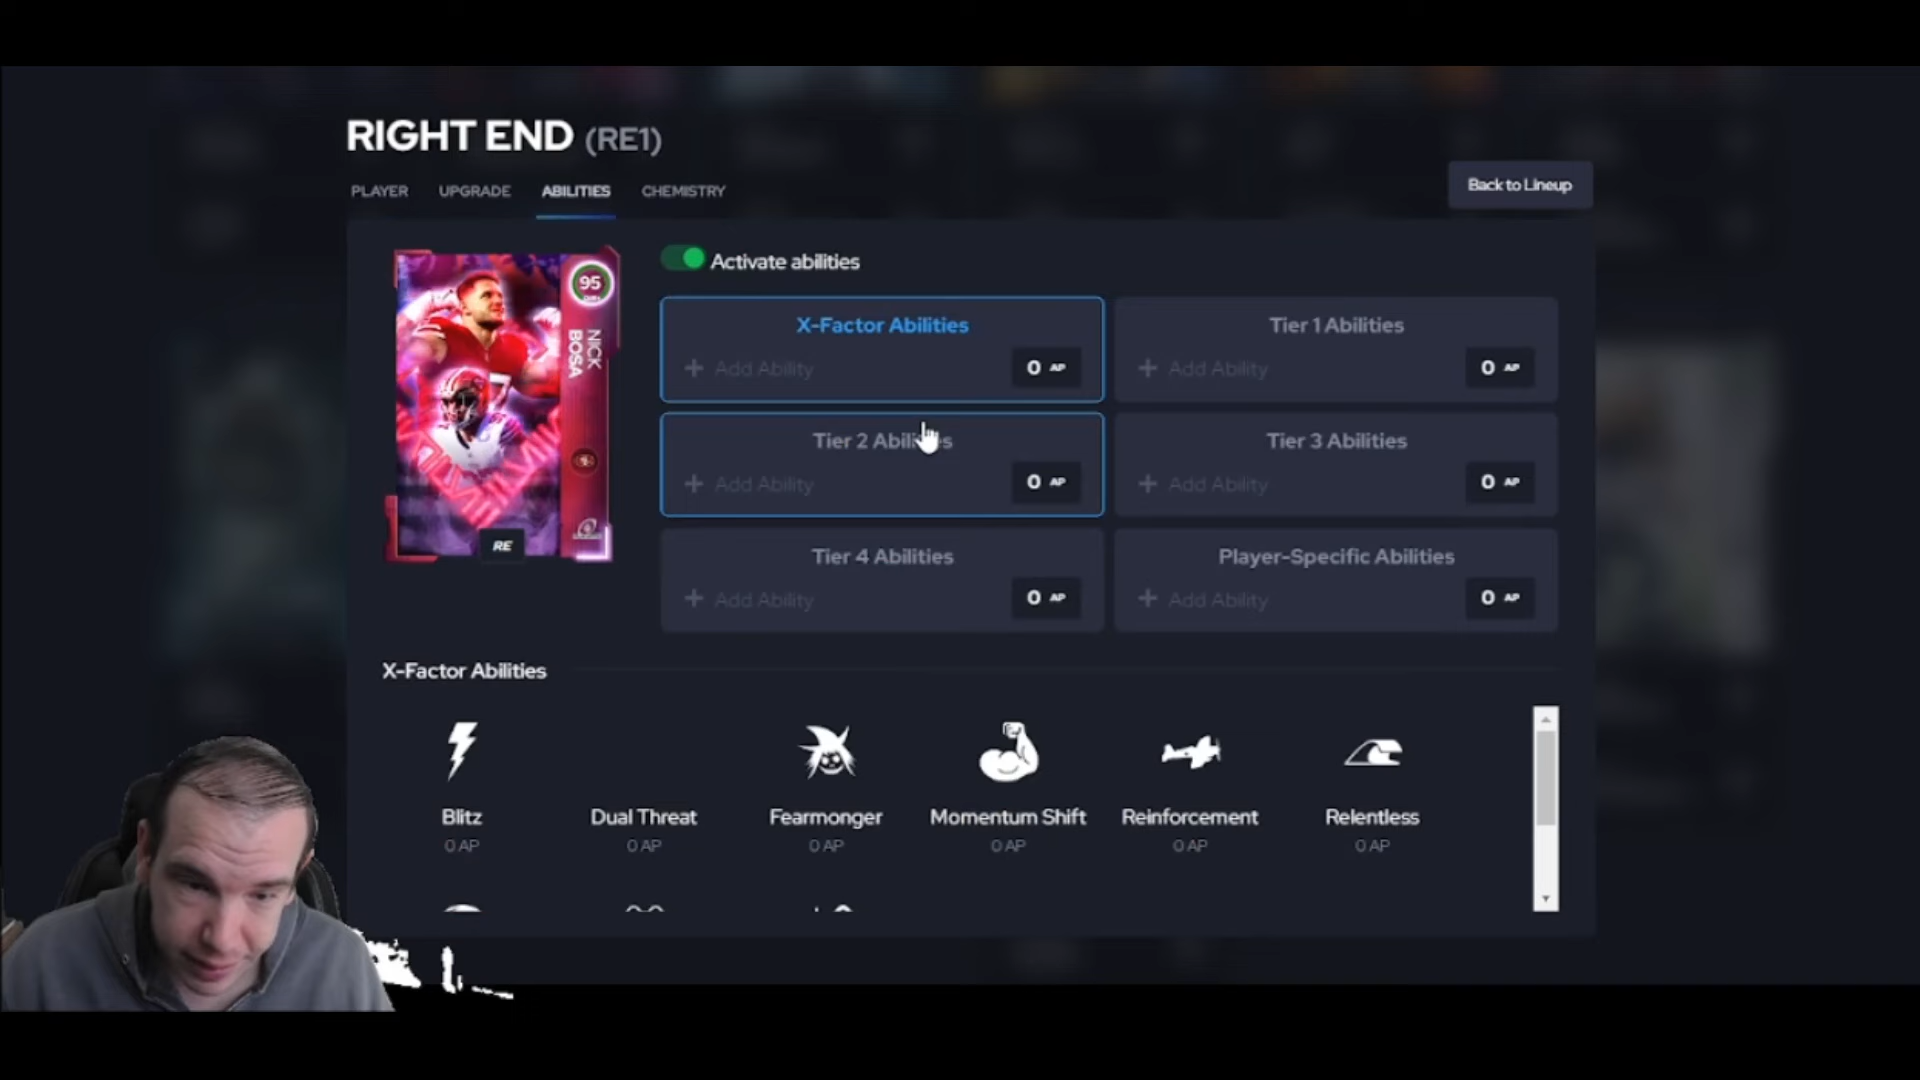 RIGHT END (RE1)
PLAYER UPGRADE ABILITIES CHEMISTRY
Back to Lineup
Activate abilities
95
NICK BOSA
RE
X-Factor Abilities
+ Add Ability 0 AP
Tier 1 Abilities
+ Add Ability 0 AP
Tier 2 Abilities
+ Add Ability 0 AP
Tier 3 Abilities
+ Add Ability 0 AP
Tier 4 Abilities
+ Add Ability 0 AP
Player-Specific Abilities
+ Add Ability 0 AP
X-Factor Abilities
Blitz Dual Threat Fearmonger Momentum Shift Reinforcement Relentless
0 AP 0 AP 0 AP 0 AP 0 AP 0 AP